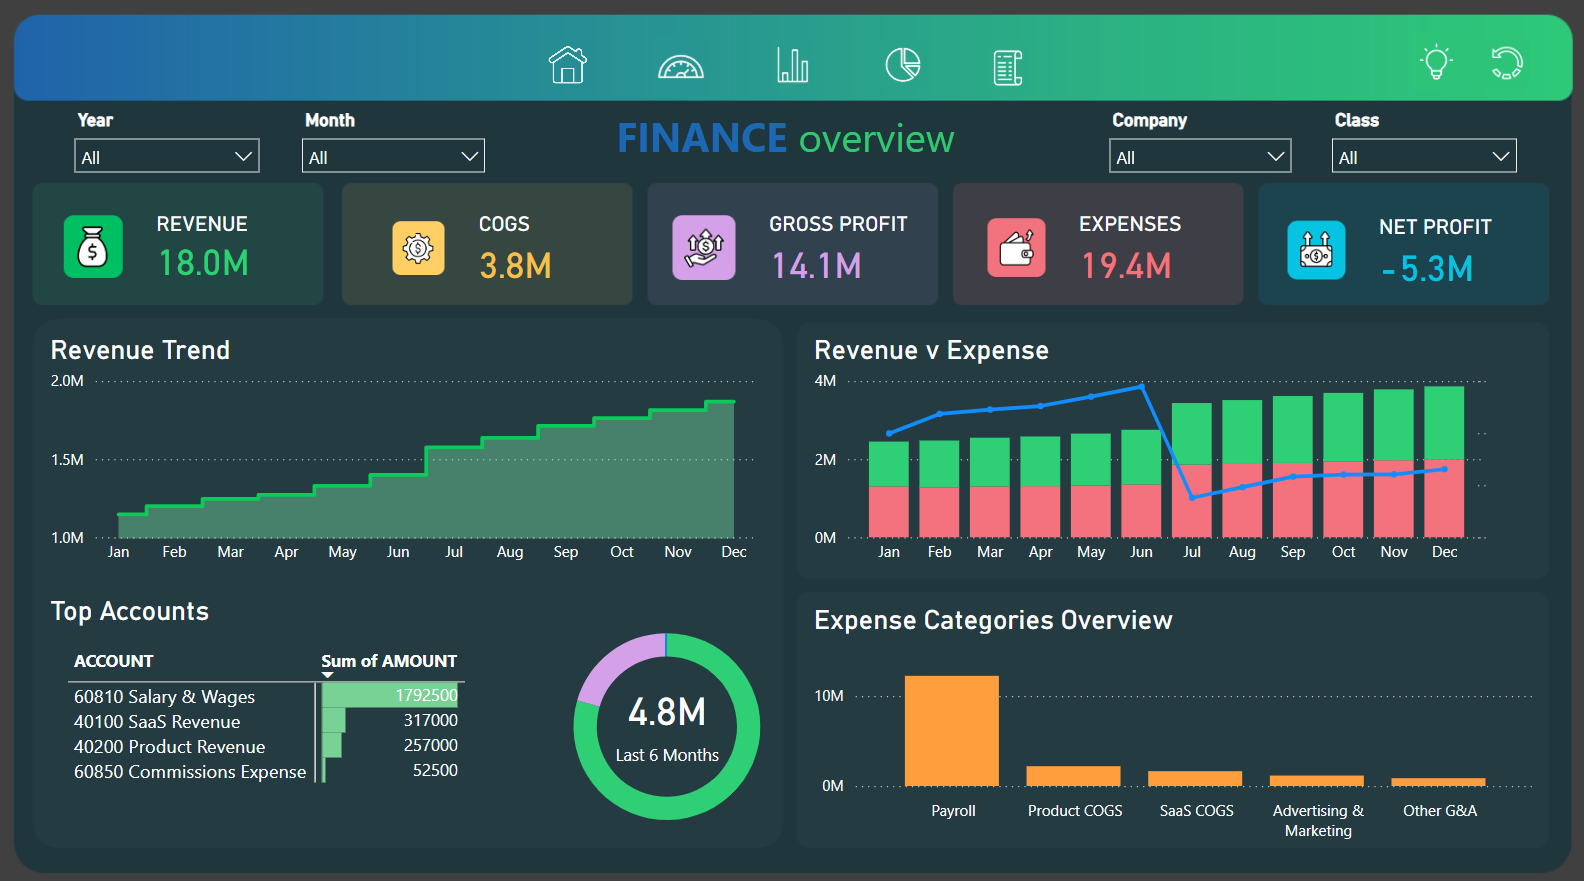 Year
Month
FINANCE overview
Company
Class
All
All
All
All
REVENUE
18.0M
COGS
3.8M
GROSS PROFIT
14.1M
EXPENSES
19.4M
NET PROFIT
-5.3M
Revenue Trend
2.0M
1.5M
1.0M
Jan Feb Mar Apr May Jun Jul Aug Sep Oct Nov Dec
Revenue v Expense
4M
2M
0M
Jan Feb Mar Apr May Jun Jul Aug Sep Oct Nov Dec
Top Accounts
ACCOUNT Sum of AMOUNT
60810 Salary & Wages 1792500
40100 SaaS Revenue 317000
40200 Product Revenue 257000
60850 Commissions Expense 52500
4.8M
Last 6 Months
Expense Categories Overview
10M
0M
Payroll Product COGS SaaS COGS Advertising & Other G&A
Marketing